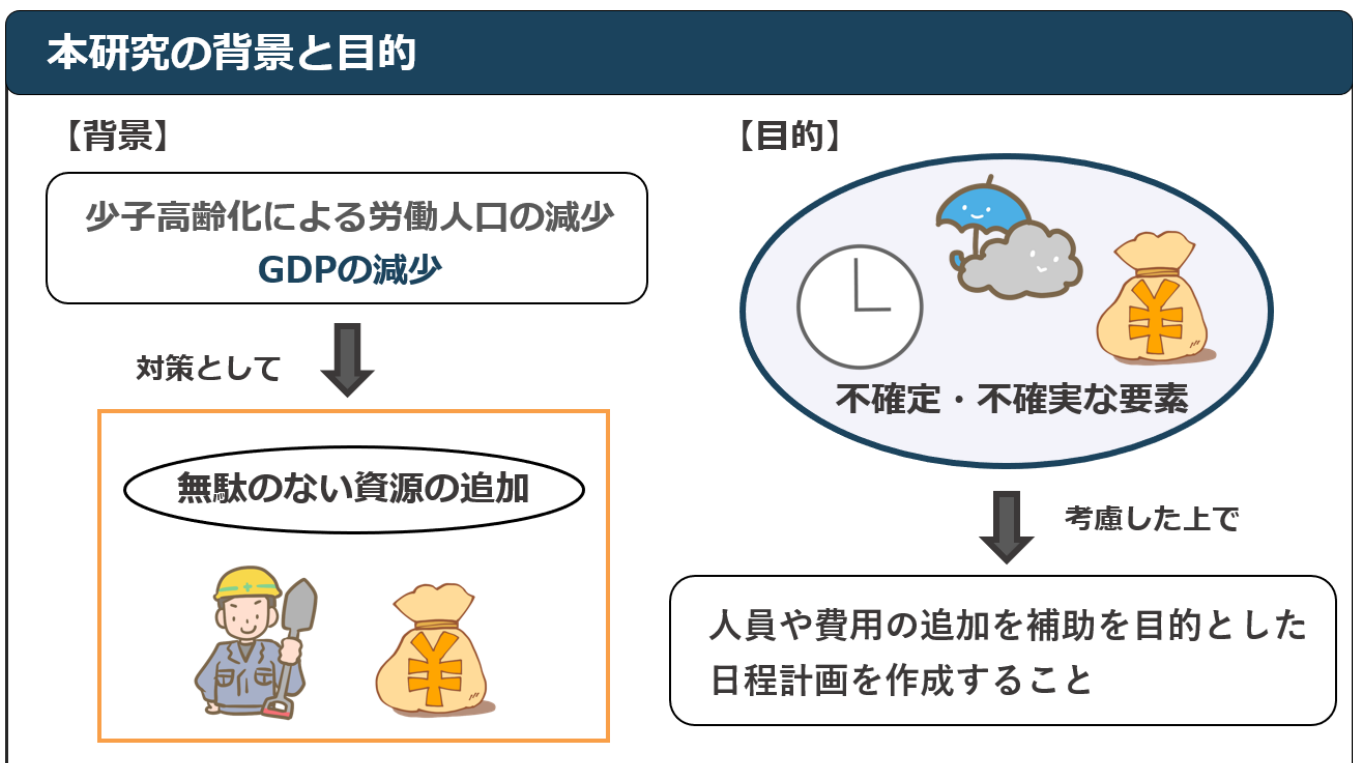 本研究の背景と目的
【背景】
少子高齢化による労働人口の減少
GDPの減少
対策として
無駄のない資源の追加
¥
【目的】
¥
不確定・不確実な要素
考慮した上で
人員や費用の追加を補助を目的とした
日程計画を作成すること